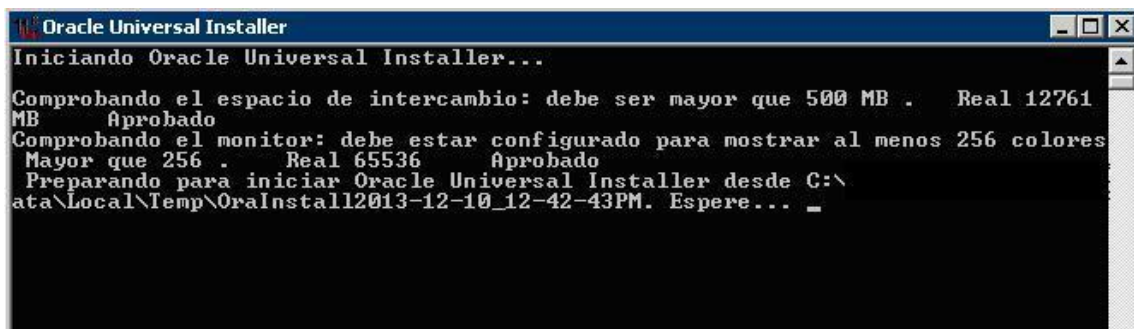 Oracle Universal Installer
Iniciando Oracle Universal Installer...
Comprobando el espacio de intercambio: debe ser mayor que 500 MB .   Real 12761
MB      Aprobado
Comprobando el monitor: debe estar configurado para mostrar al menos 256 colores
Mayor que 256 .    Real 65536      Aprobado
Preparando para iniciar Oracle Universal Installer desde C:\
ata\Local\Temp\OraInstall2013-12-10_12-42-43PM. Espere... _